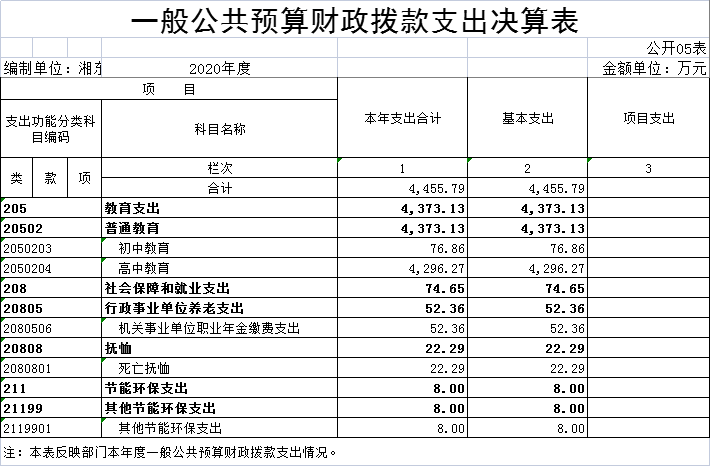 一般公共预算财政拨款支出决算表
公开05表
编制单位：湘东 2020年度 金额单位：万元
项　目 本年支出合计 基本支出 项目支出
支出功能分类科目编码 科目名称
类 款 项 栏次 1 2 3
合计 4,455.79 4,455.79
205 教育支出 4,373.13 4,373.13
20502 普通教育 4,373.13 4,373.13
2050203 初中教育 76.86 76.86
2050204 高中教育 4,296.27 4,296.27
208 社会保障和就业支出 74.65 74.65
20805 行政事业单位养老支出 52.36 52.36
2080506 机关事业单位职业年金缴费支出 52.36 52.36
20808 抚恤 22.29 22.29
2080801 死亡抚恤 22.29 22.29
211 节能环保支出 8.00 8.00
21199 其他节能环保支出 8.00 8.00
2119901 其他节能环保支出 8.00 8.00
注：本表反映部门本年度一般公共预算财政拨款支出情况。